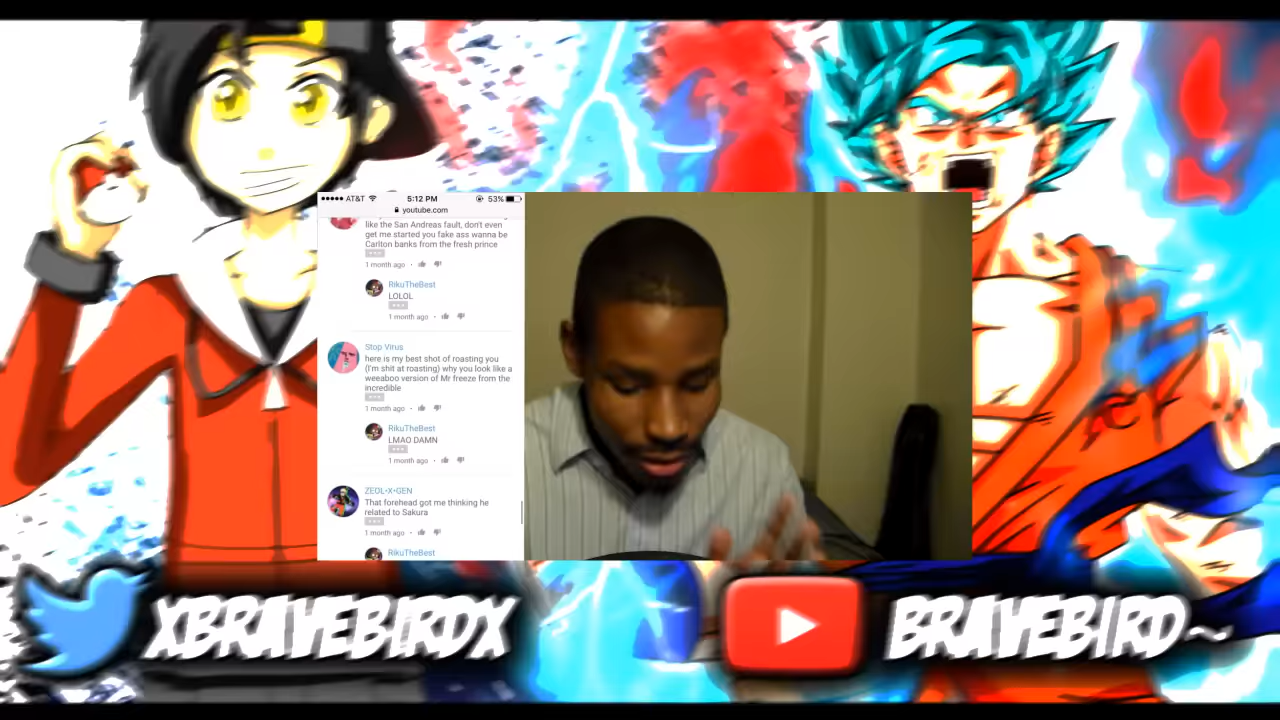 AT&T 5:12 PM 53%
youtube.com
like the San Andreas fault, don't even
get me started you fake ass wanna be
Carlton banks from the fresh prince
1 month ago
RikuTheBest
LOLOL
1 month ago
Stop Virus
here is my best shot of roasting you
(I'm shit at roasting) why you look like a
weeaboo version of Mr freeze from the
incredible
1 month ago
RikuTheBest
LMAO DAMN
1 month ago
ZEOL•X•GEN
That forehead got me thinking he
related to Sakura
1 month ago
RikuTheBest
XBRAVEBIRDX
BRAVEBIRD~